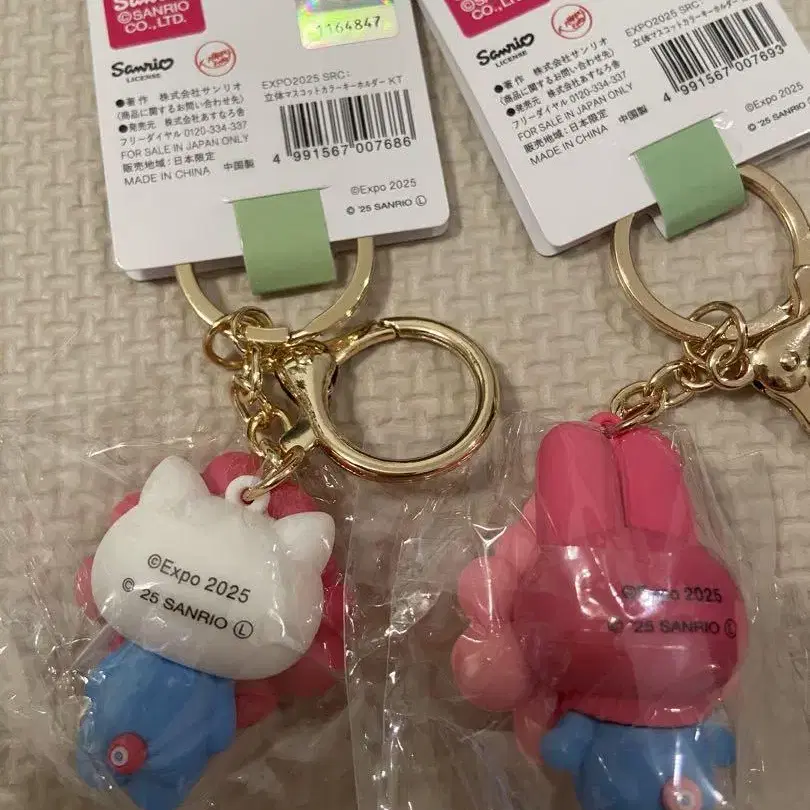 ©SANRIO
CO.,LTD.
1164847
Sanrio
LICENSE
●著作 株式会社サンリオ
〈商品に関するお問い合わせ先〉
●発売元 株式会社あすなろ舎
フリーダイヤル 0120-334-337
FOR SALE IN JAPAN ONLY
販売地域:日本限定
MADE IN CHINA 中国製
EXPO2025 SRC:
立体マスコットカラーキーホルダー KT
4 991567 007686
©Expo 2025
© '25 SANRIO Ⓛ
©SANRIO
CO.,LTD.
Sanrio
LICENSE
●著作 株式会社サンリオ
〈商品に関するお問い合わせ先〉
●発売元 株式会社あすなろ舎
フリーダイヤル 0120-334-337
FOR SALE IN JAPAN ONLY
販売地域:日本限定
MADE IN CHINA 中国製
EXPO2025 SRC:
立体マスコットカラーキーホルダー
4 991567 007693
©Expo 2025
© '25 SANRIO Ⓛ
©Expo 2025
© '25 SANRIO Ⓛ
©Expo 2025
© '25 SANRIO Ⓛ